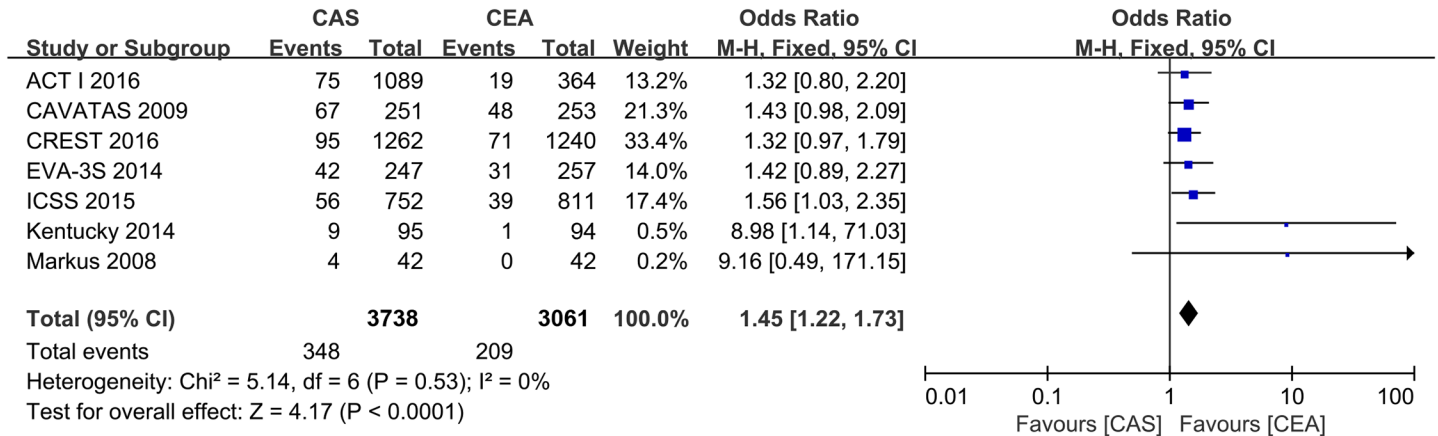 CAS CEA Odds Ratio Odds Ratio
Study or Subgroup Events Total Events Total Weight M-H, Fixed, 95% CI M-H, Fixed, 95% CI
ACT I 2016 75 1089 19 364 13.2% 1.32 [0.80, 2.20]
CAVATAS 2009 67 251 48 253 21.3% 1.43 [0.98, 2.09]
CREST 2016 95 1262 71 1240 33.4% 1.32 [0.97, 1.79]
EVA-3S 2014 42 247 31 257 14.0% 1.42 [0.89, 2.27]
ICSS 2015 56 752 39 811 17.4% 1.56 [1.03, 2.35]
Kentucky 2014 9 95 1 94 0.5% 8.98 [1.14, 71.03]
Markus 2008 4 42 0 42 0.2% 9.16 [0.49, 171.15]
Total (95% CI) 3738 3061 100.0% 1.45 [1.22, 1.73]
Total events 348 209
Heterogeneity: Chi² = 5.14, df = 6 (P = 0.53); I² = 0%
Test for overall effect: Z = 4.17 (P < 0.0001)
0.01 0.1 1 10 100
Favours [CAS] Favours [CEA]